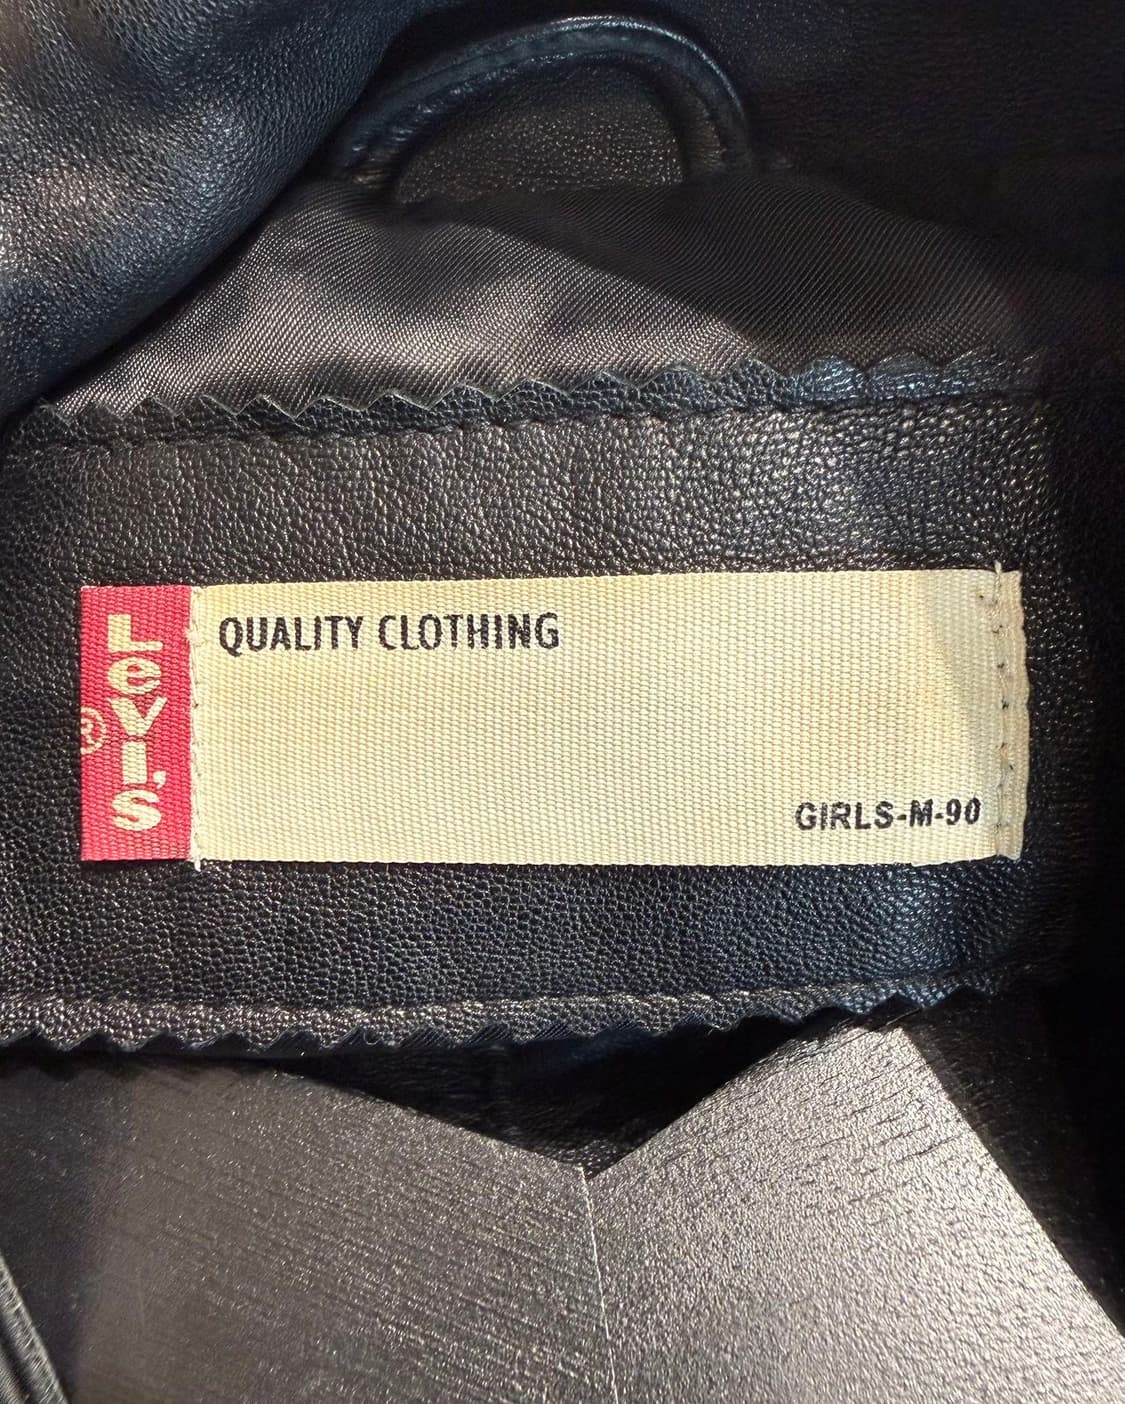 Levi's
®
QUALITY CLOTHING
GIRLS-M-90